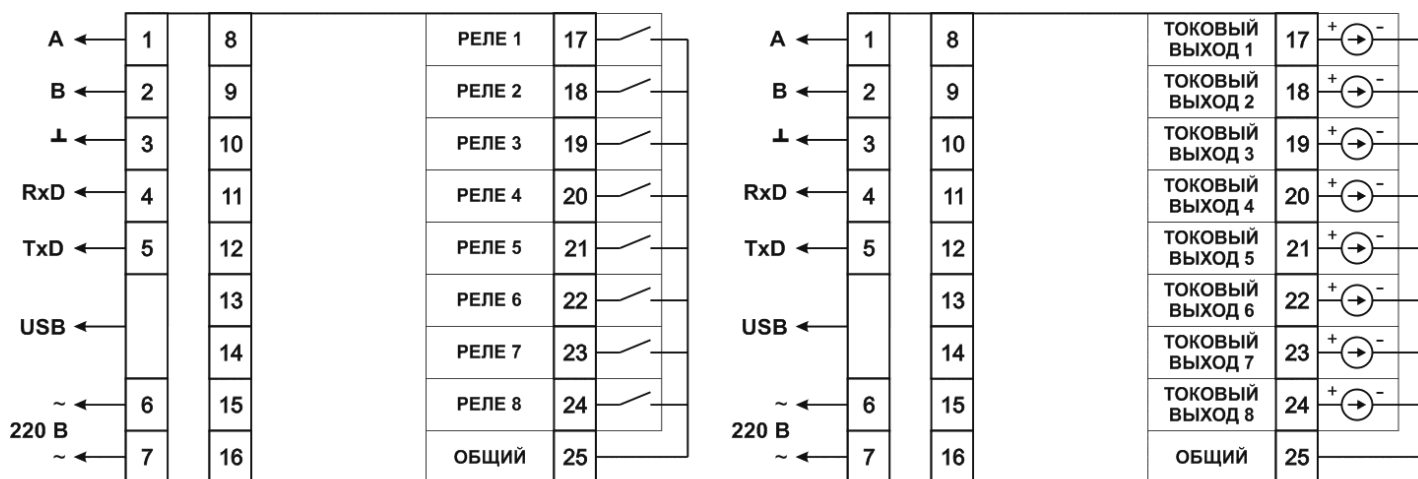 A 1 8 РЕЛЕ 1 17
B 2 9 РЕЛЕ 2 18
⊥ 3 10 РЕЛЕ 3 19
RxD 4 11 РЕЛЕ 4 20
TxD 5 12 РЕЛЕ 5 21
13 РЕЛЕ 6 22
USB
14 РЕЛЕ 7 23
~ 6 15 РЕЛЕ 8 24
220 В
~ 7 16 ОБЩИЙ 25
A 1 8 ТОКОВЫЙ
ВЫХОД 1 17 + −
B 2 9 ТОКОВЫЙ
ВЫХОД 2 18 + −
⊥ 3 10 ТОКОВЫЙ
ВЫХОД 3 19 + −
RxD 4 11 ТОКОВЫЙ
ВЫХОД 4 20 + −
TxD 5 12 ТОКОВЫЙ
ВЫХОД 5 21 + −
13 ТОКОВЫЙ
ВЫХОД 6 22 + −
USB
14 ТОКОВЫЙ
ВЫХОД 7 23 + −
~ 6 15 ТОКОВЫЙ
ВЫХОД 8 24 + −
220 В
~ 7 16 ОБЩИЙ 25